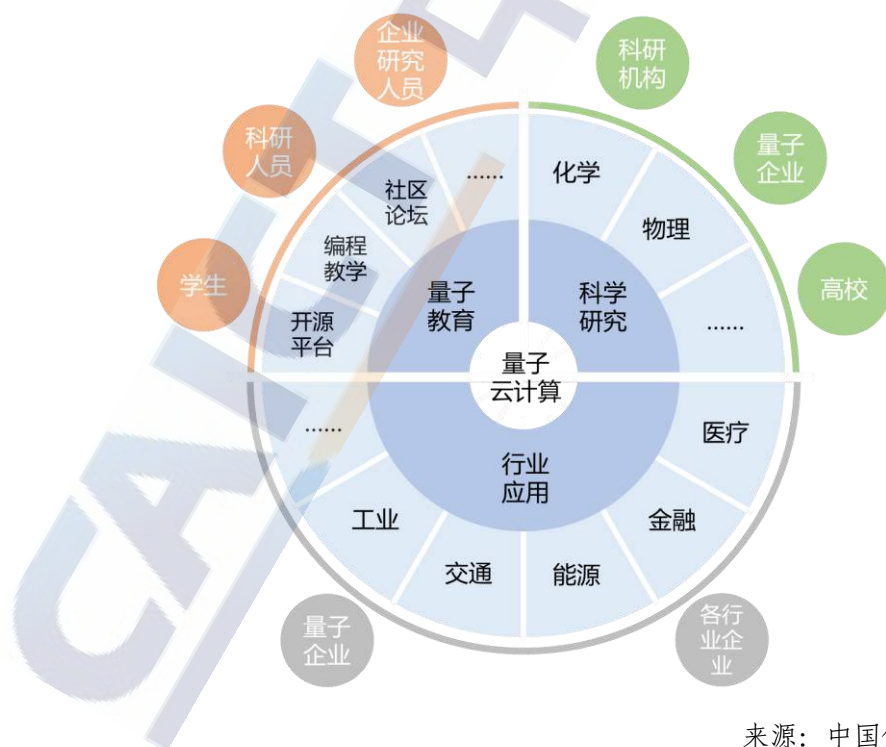 企业
研究
人员
科研
机构
科研
人员
量子
企业
学生
高校
社区
论坛
......
化学
编程
教学
物理
开源
平台
......
量子
教育
科学
研究
量子
云计算
......
医疗
行业
应用
工业
金融
交通
能源
量子
企业
各行
业企
业
CAICT
来源：中国